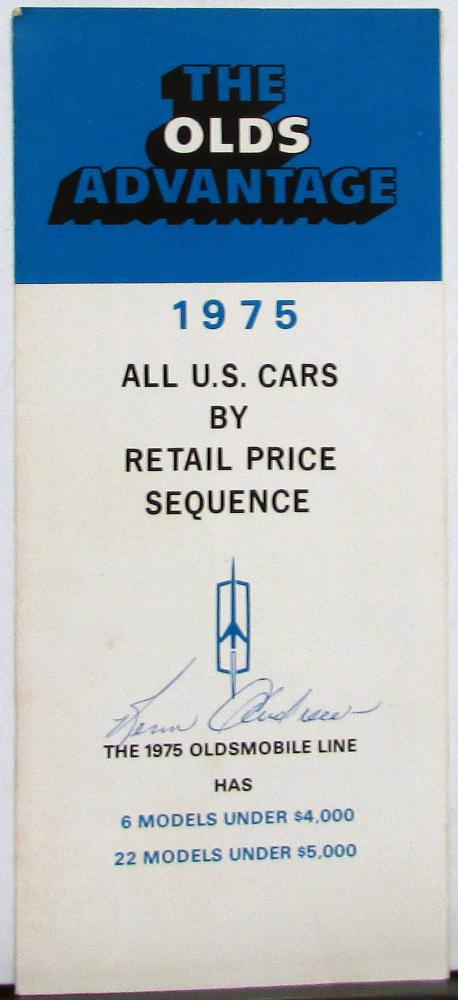 THE
OLDS
ADVANTAGE
1975
ALL U.S. CARS
BY
RETAIL PRICE
SEQUENCE
THE 1975 OLDSMOBILE LINE
HAS
6 MODELS UNDER $4,000
22 MODELS UNDER $5,000